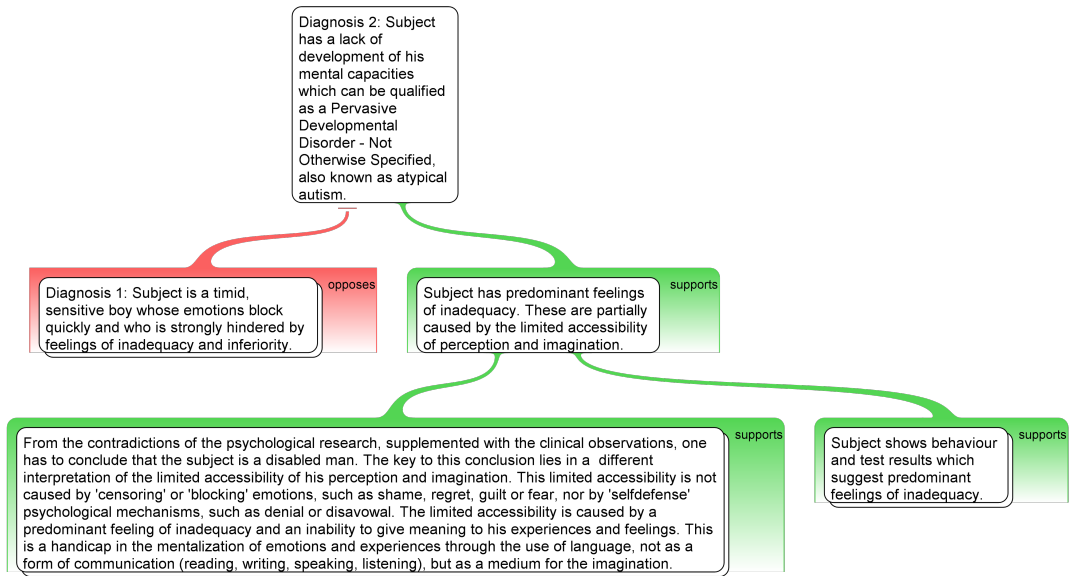 Diagnosis 2: Subject
has a lack of
development of his
mental capacities
which can be qualified
as a Pervasive
Developmental
Disorder - Not
Otherwise Specified,
also known as atypical
autism.
opposes
Diagnosis 1: Subject is a timid,
sensitive boy whose emotions block
quickly and who is strongly hindered by
feelings of inadequacy and inferiority.
supports
Subject has predominant feelings
of inadequacy. These are partially
caused by the limited accessibility
of perception and imagination.
supports
From the contradictions of the psychological research, supplemented with the clinical observations, one
has to conclude that the subject is a disabled man. The key to this conclusion lies in a  different
interpretation of the limited accessibility of his perception and imagination. This limited accessibility is not
caused by 'censoring' or 'blocking' emotions, such as shame, regret, guilt or fear, nor by 'selfdefense'
psychological mechanisms, such as denial or disavowal. The limited accessibility is caused by a
predominant feeling of inadequacy and an inability to give meaning to his experiences and feelings. This
is a handicap in the mentalization of emotions and experiences through the use of language, not as a
form of communication (reading, writing, speaking, listening), but as a medium for the imagination.
supports
Subject shows behaviour
and test results which
suggest predominant
feelings of inadequacy.